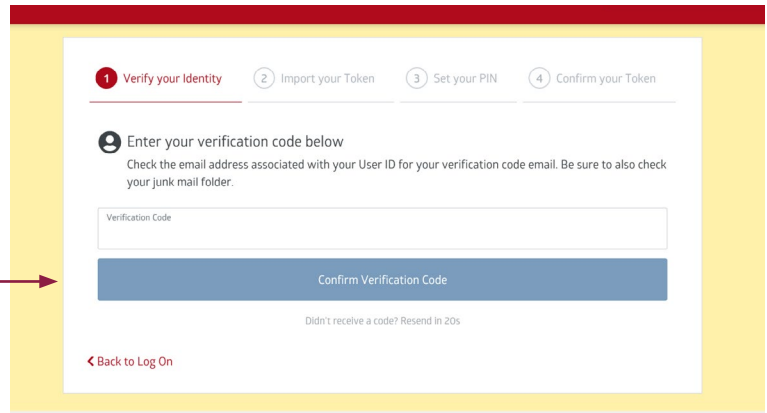 1 Verify your Identity 2 Import your Token 3 Set your PIN 4 Confirm your Token
Enter your verification code below
Check the email address associated with your User ID for your verification code email. Be sure to also check
your junk mail folder.
Verification Code
Confirm Verification Code
Didn't receive a code? Resend in 20s
Back to Log On